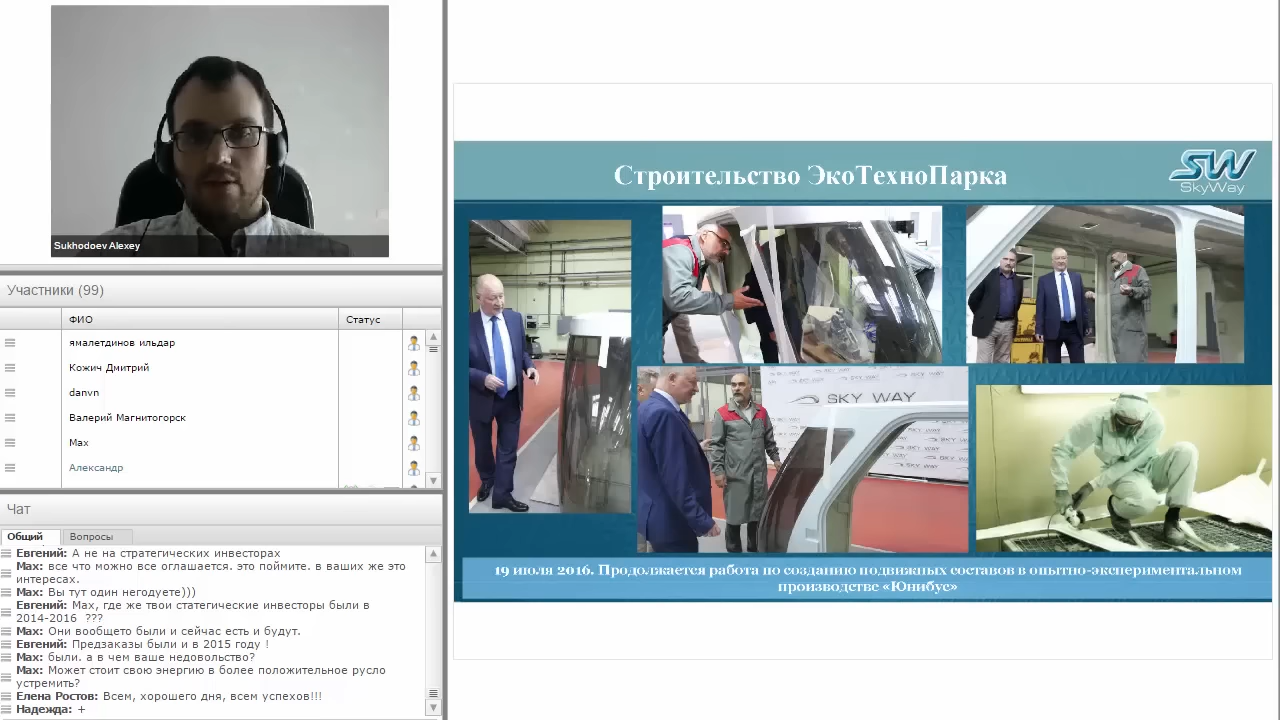 Sukhodoev Alexey
Участники (99)
ФИО
Статус
ямалетдинов ильдар
Кожич Дмитрий
danvn
Валерий Магнитогорск
Max
Александр
Чат
Общий
Вопросы
Евгений: А не на стратегических инвесторах
Max: все что можно все оглашается. это поимите. в ваших же это
интересах.
Max: Вы тут один негодуете)))
Евгений: Мах, где же твои статегические инвесторы были в
2014-2016 ???
Max: Они вообщето были и сейчас есть и будут.
Евгений: Предзаказы были и в 2015 году !
Max: были. а в чем ваше недовольство?
Max: Может стоит свою энергию в более положительное русло
устремить?
Елена Ростов: Всем, хорошего дня, всем успехов!!!
Надежда: +
Строительство ЭкоТехноПарка
SW
SkyWay
SKY WAY
19 июля 2016. Продолжается работа по созданию подвижных составов в опытно-экспериментальном
производстве «Юнибус»